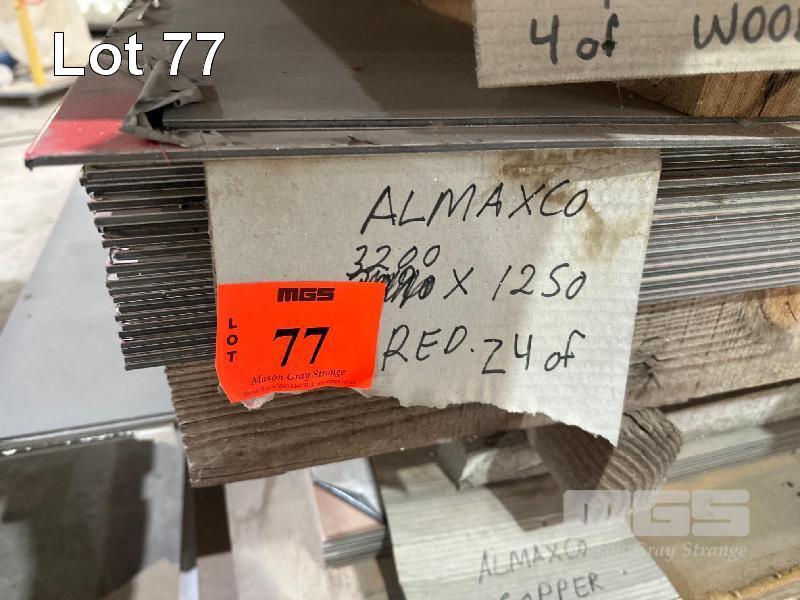 Lot 77
4 of WOOD
ALMAXCO
3200
X 1250
RED. 24 of
MGS
LOT
77
Mason Gray Strange
MGS
Mason Gray Strange
ALMAXCO
COPPER